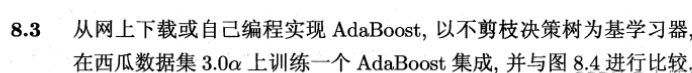 8.3 从网上下载或自己编程实现 AdaBoost, 以不剪枝决策树为基学习器,
在西瓜数据集 3.0α 上训练一个 AdaBoost 集成, 并与图 8.4 进行比较.